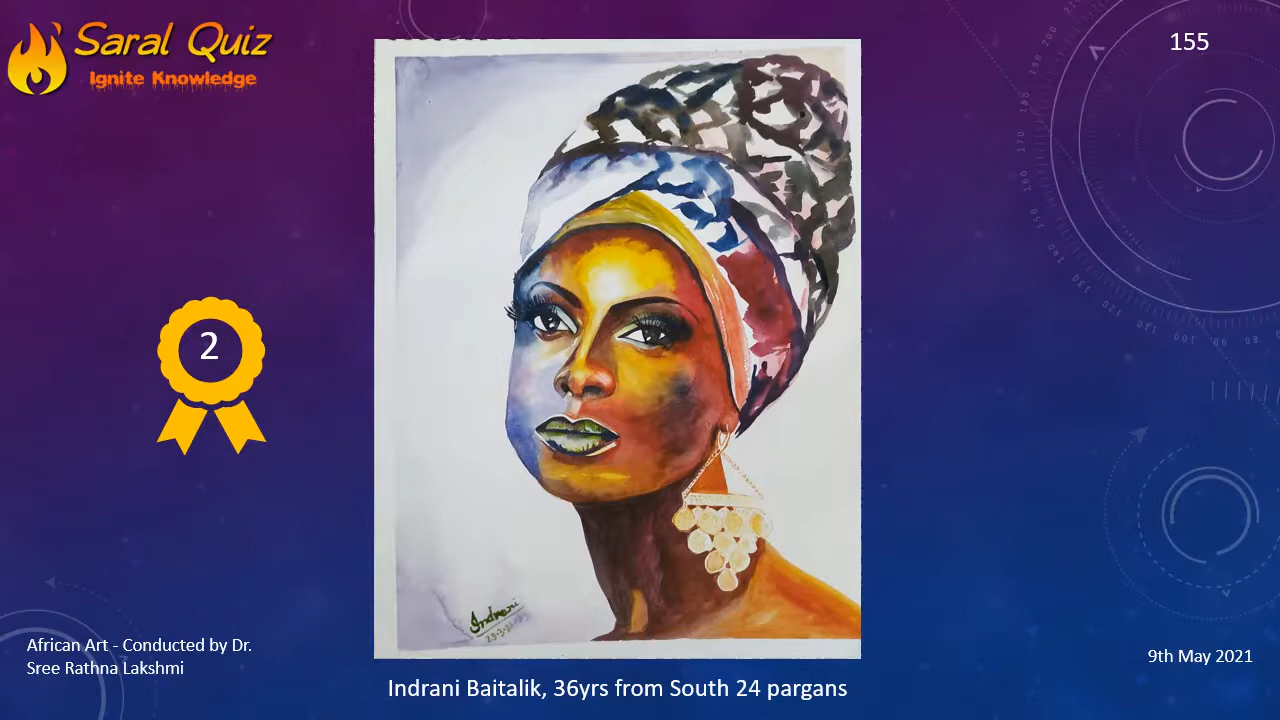 Saral Quiz
Ignite Knowledge
155
2
Indrani
African Art - Conducted by Dr.
Sree Rathna Lakshmi
9th May 2021
Indrani Baitalik, 36yrs from South 24 pargans